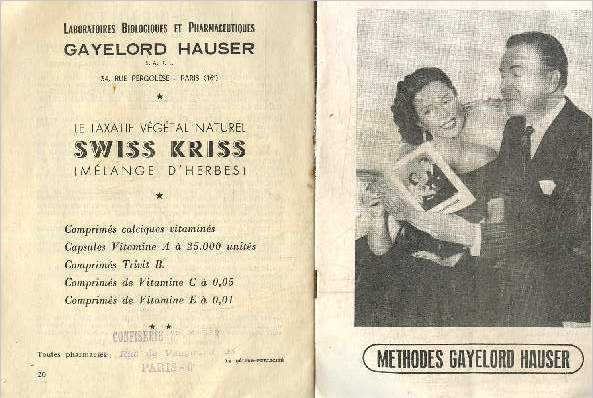 LABORATOIRES BIOLOGIQUES ET PHARMACEUTIQUES
GAYELORD HAUSER
S. A. R. L.
34, RUE PERGOLÈSE - PARIS (16e)
LE LAXATIF VÉGÉTAL NATUREL
SWISS KRISS
(MÉLANGE D'HERBES)
Comprimés calciques vitaminés
Capsules Vitamine A à 25.000 unités
Comprimés Trivit B.
Comprimés de Vitamine C à 0,05
Comprimés de Vitamine E à 0,01
CONFISERIE
Toutes pharmacies
Rue de
PARIS
20
METHODES GAYELORD HAUSER